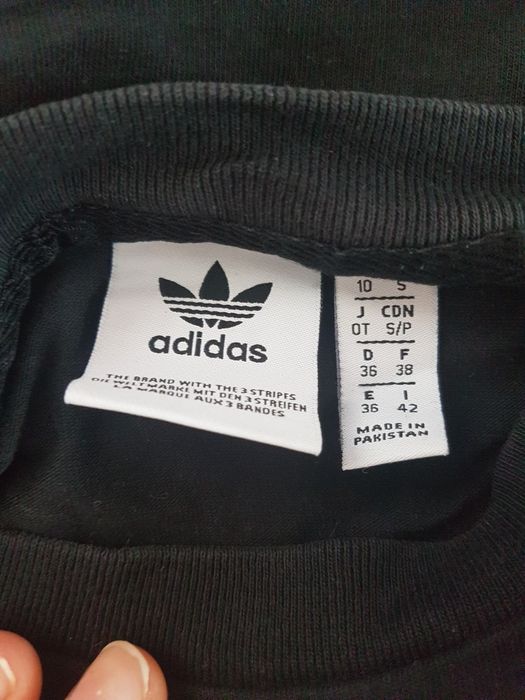 adidas
THE BRAND WITH THE 3 STRIPES
DIE WELTMARKE MIT DEN 3 STREIFEN
LA MARQUE AUX 3 BANDES
10 S
J CDN
OT S/P
D F
36 38
E I
36 42
MADE IN
PAKISTAN